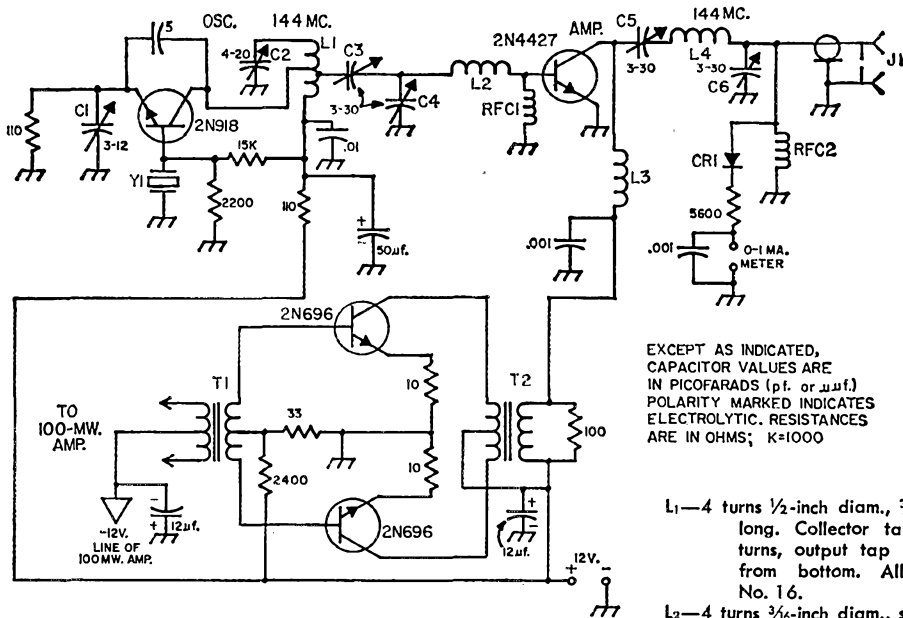 5
OSC.
144 MC.
L1
4-20
C2
C3
110
C1
3-12
2N918
3-30
C4
L2
2N4427
AMP.
C5
144 MC.
3-30
L4
3-30
C6
J1
RFC1
RFC2
Y1
15K
2200
.01
110
50µf.
L3
.001
CR1
5600
.001
0-1 MA.
METER
2N696
T1
T2
10
33
10
100
2400
TO
100-MW.
AMP.
-12V.
LINE OF
100MW. AMP.
12µf.
2N696
12µf.
12V.
EXCEPT AS INDICATED,
CAPACITOR VALUES ARE
IN PICOFARADS (pf. or µµf.)
POLARITY MARKED INDICATES
ELECTROLYTIC. RESISTANCES
ARE IN OHMS; K=1000
L1—4 turns ½-inch diam.,
long. Collector
turns, output tap
from bottom.
No. 16.
L2—4 turns 3/16-inch diam.,